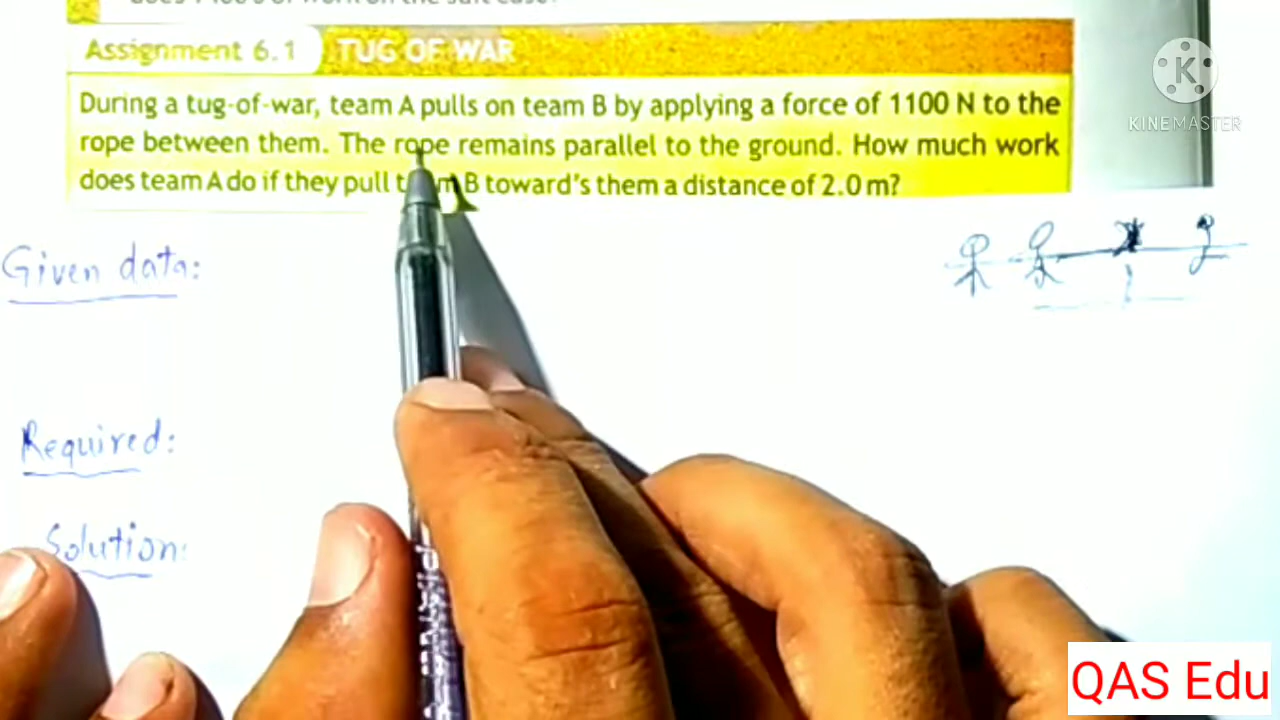 Assignment 6.1 TUG OF WAR
During a tug-of-war, team A pulls on team B by applying a force of 1100 N to the
rope between them. The rope remains parallel to the ground. How much work
does team A do if they pull B toward's them a distance of 2.0 m?
K
KINEMASTER
Given data:
Required:
Solution:
QAS Edu